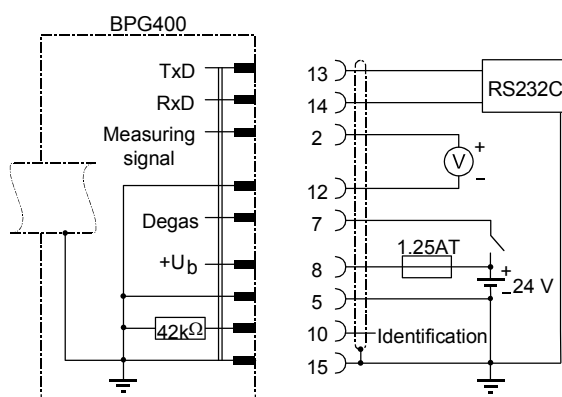 BPG400
TxD
RxD
Measuring
signal
Degas
+Ub
42kΩ
13
14
2
12
7
8
5
10
15
RS232C
V
+
–
1.25AT
+
–
24 V
Identification